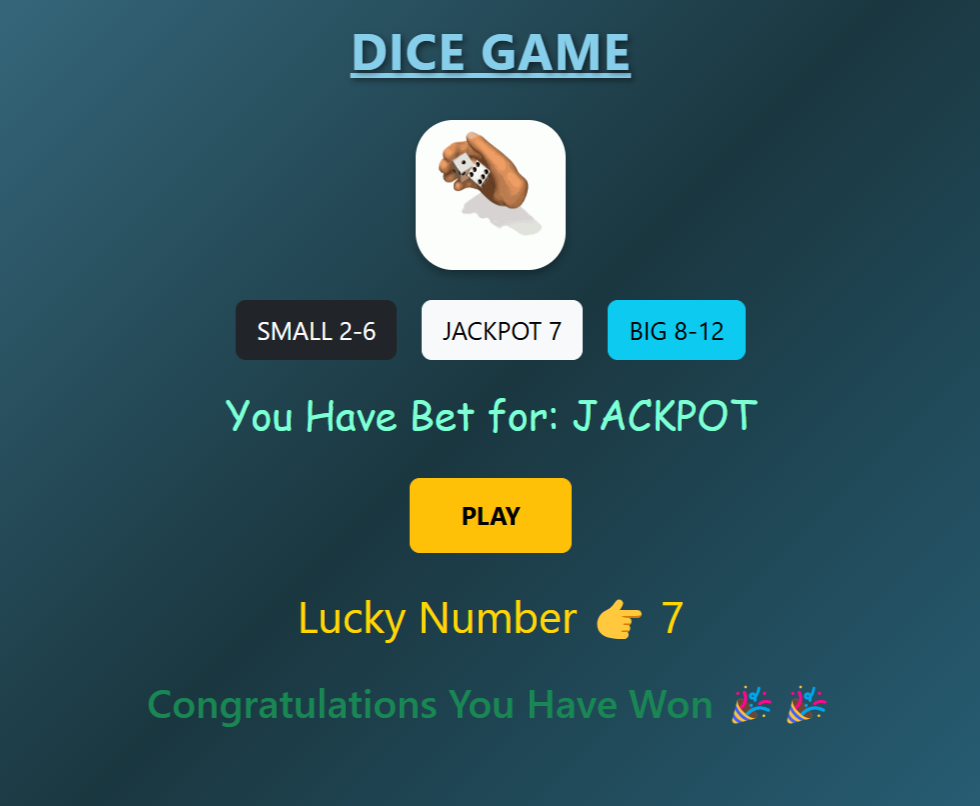 DICE GAME
SMALL 2-6 JACKPOT 7 BIG 8-12
You Have Bet for: JACKPOT
PLAY
Lucky Number 👉 7
Congratulations You Have Won 🎉 🎉